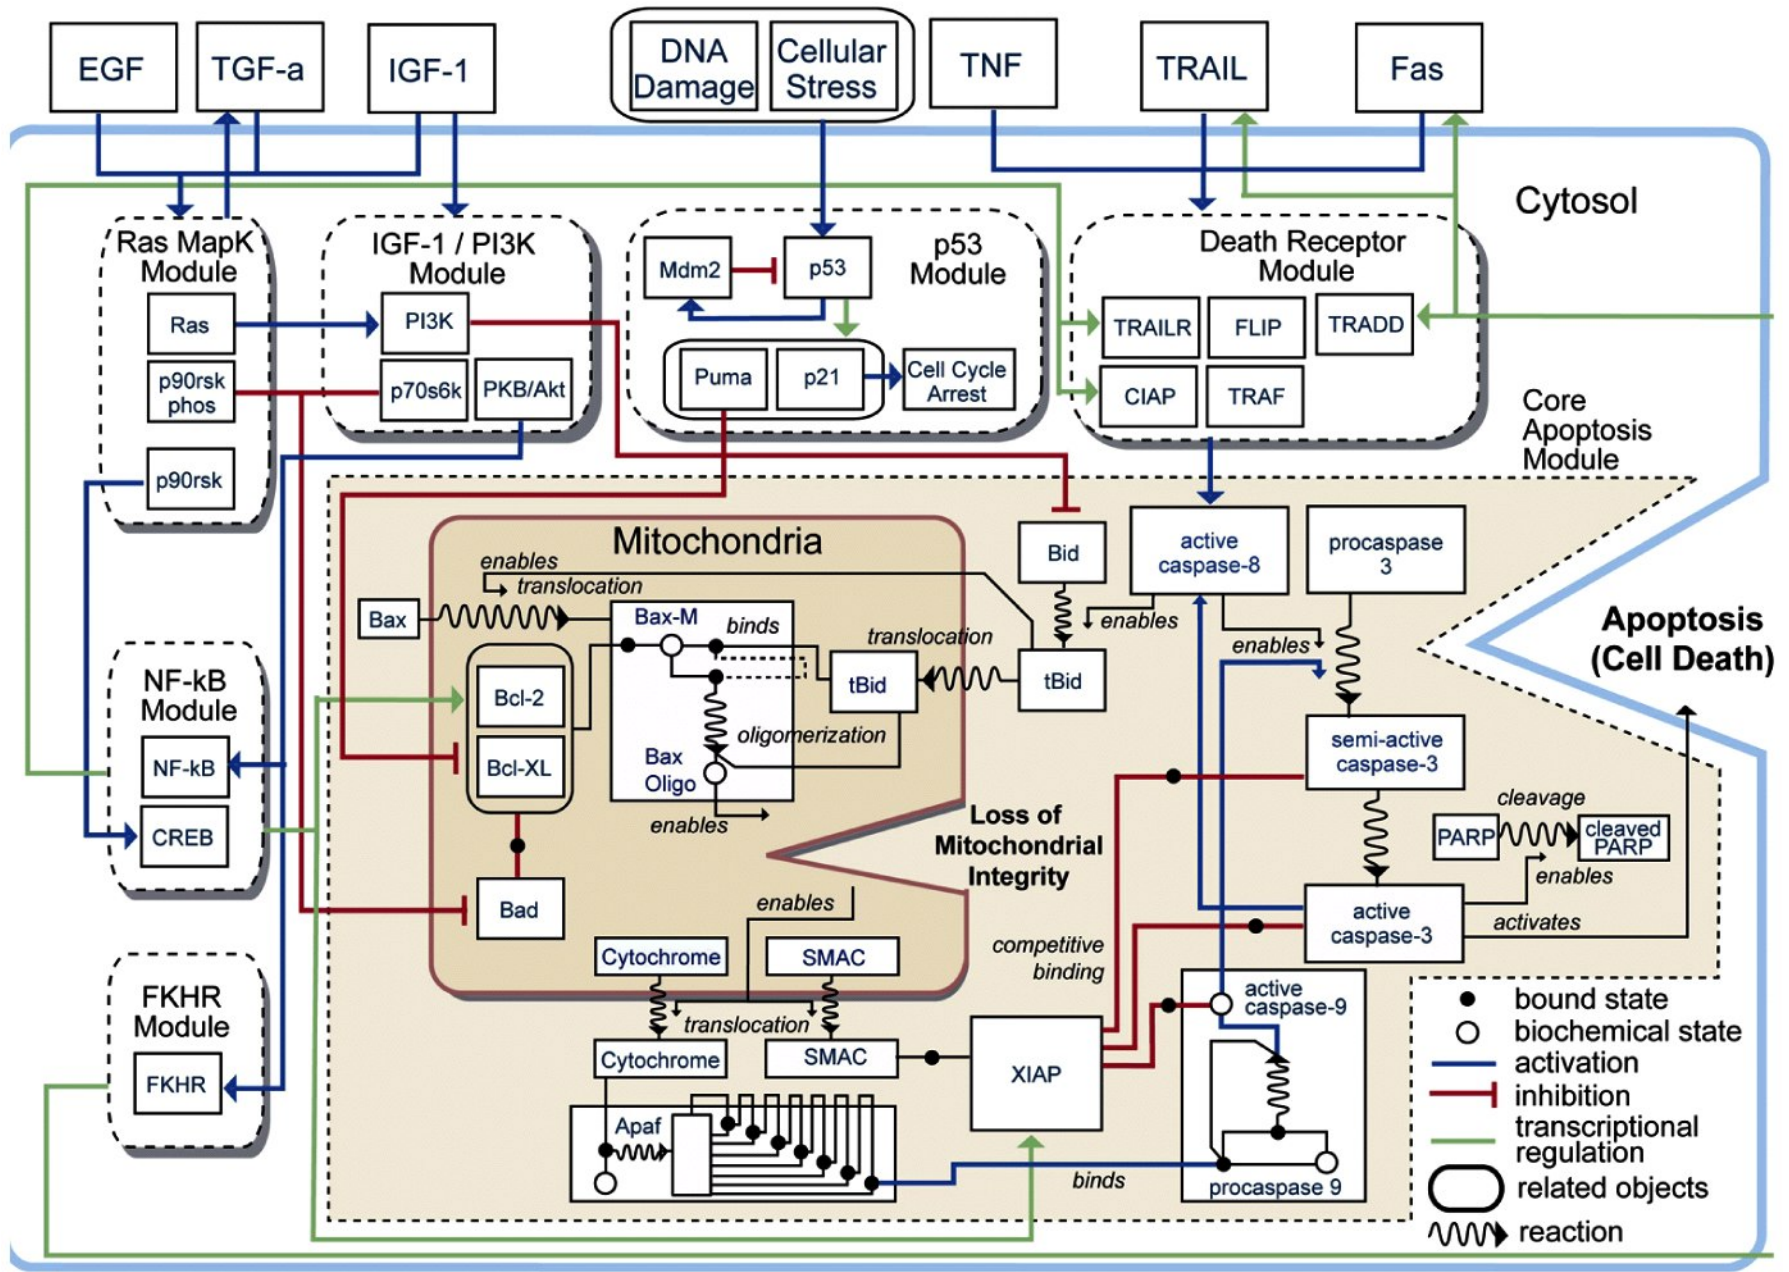 EGF
TGF-a
IGF-1
DNA
Damage
Cellular
Stress
TNF
TRAIL
Fas
Cytosol
Ras MapK
Module
Ras
p90rsk
phos
p90rsk
IGF-1 / PI3K
Module
PI3K
p70s6k
PKB/Akt
p53
Module
Mdm2
p53
Puma
p21
Cell Cycle
Arrest
Death Receptor
Module
TRAILR
FLIP
TRADD
CIAP
TRAF
Core
Apoptosis
Module
Mitochondria
enables
translocation
Bax
Bax-M
binds
Bcl-2
Bcl-XL
Bax
Oligo
oligomerization
enables
tBid
translocation
Bid
tBid
enables
active
caspase-8
procaspase
3
enables
Apoptosis
(Cell Death)
semi-active
caspase-3
NF-kB
Module
NF-kB
CREB
Loss of
Mitochondrial
Integrity
cleavage
PARP
cleaved
PARP
enables
activates
active
caspase-3
Bad
enables
Cytochrome
SMAC
translocation
Cytochrome
SMAC
competitive
binding
FKHR
Module
FKHR
XIAP
active
caspase-9
Apaf
binds
procaspase 9
bound state
biochemical state
activation
inhibition
transcriptional
regulation
related objects
reaction